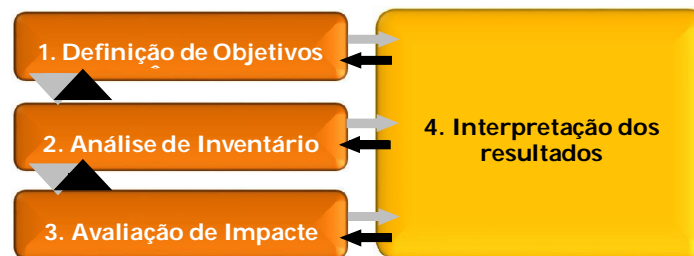 1. Definição de Objetivos
2. Análise de Inventário
3. Avaliação de Impacte
4. Interpretação dos
resultados